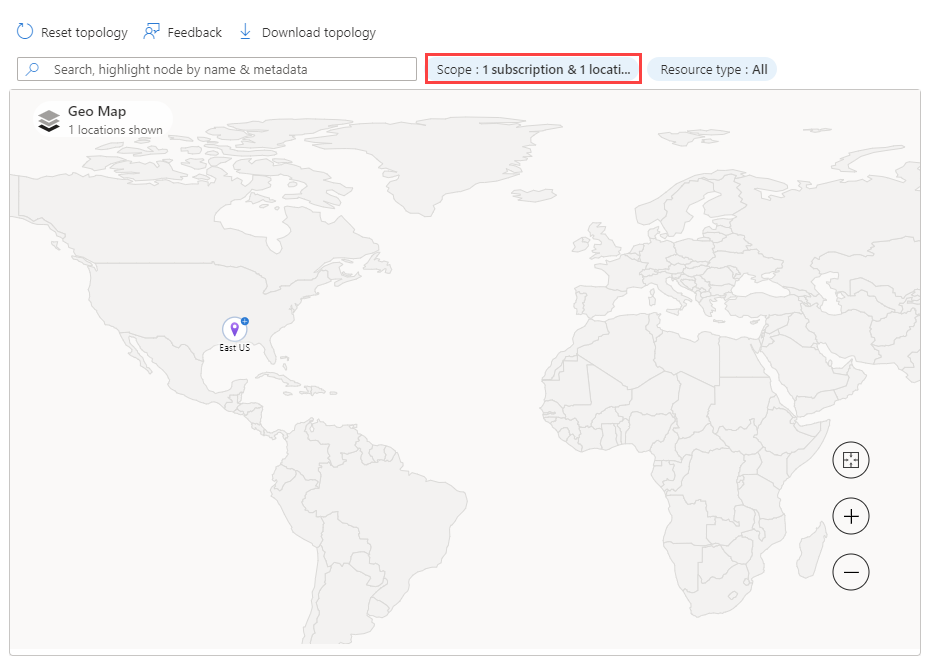 Reset topology Feedback Download topology
Search, highlight node by name & metadata Scope : 1 subscription & 1 locati... Resource type : All
Geo Map
1 locations shown
East US